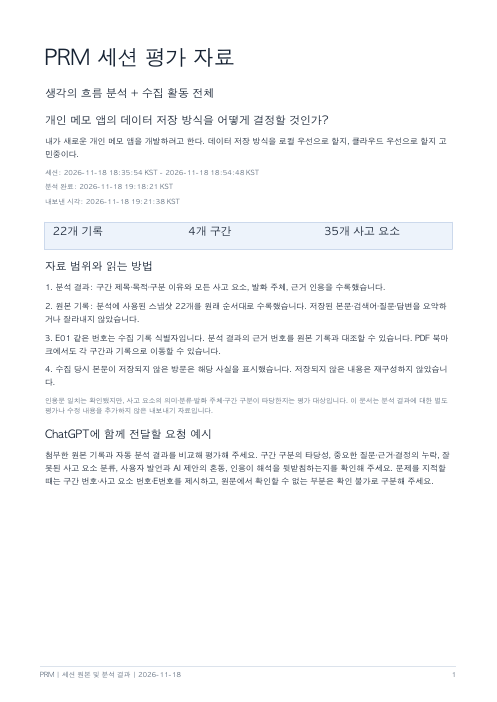 PRM 세션 평가 자료
생각의 흐름 분석 + 수집 활동 전체
개인 메모 앱의 데이터 저장 방식을 어떻게 결정할 것인가?
내가 새로운 개인 메모 앱을 개발하려고 한다. 데이터 저장 방식을 로컬 우선으로 할지, 클라우드 우선으로 할지 고
민중이다.
세션: 2026-11-18 18:35:54 KST - 2026-11-18 18:54:48 KST
분석 완료: 2026-11-18 19:18:21 KST
내보낸 시각: 2026-11-18 19:21:38 KST
22개 기록 4개 구간 35개 사고 요소
자료 범위와 읽는 방법
1. 분석 결과: 구간 제목·목적·구분 이유와 모든 사고 요소, 발화 주체, 근거 인용을 수록했습니다.
2. 원본 기록: 분석에 사용된 스냅샷 22개를 원래 순서대로 수록했습니다. 저장된 본문·검색어·질문·답변을 요약하
거나 잘라내지 않았습니다.
3. E01 같은 번호는 수집 기록 식별자입니다. 분석 결과의 근거 번호를 원본 기록과 대조할 수 있습니다. PDF 북마
크에서도 각 구간과 기록으로 이동할 수 있습니다.
4. 수집 당시 본문이 저장되지 않은 방문은 해당 사실을 표시했습니다. 저장되지 않은 내용은 재구성하지 않았습니
다.
인용문 일치는 확인했지만, 사고 요소의 의미·분류·발화 주체·구간 구분이 타당한지는 평가 대상입니다. 이 문서는 분석 결과에 대한 별도
평가나 수정 내용을 추가하지 않은 내보내기 자료입니다.
ChatGPT에 함께 전달할 요청 예시
첨부한 원본 기록과 자동 분석 결과를 비교해 평가해 주세요. 구간 구분의 타당성, 중요한 질문·근거·결정의 누락, 잘
못된 사고 요소 분류, 사용자 발언과 AI 제안의 혼동, 인용이 해석을 뒷받침하는지를 확인해 주세요. 문제를 지적할
때는 구간 번호·사고 요소 번호·E번호를 제시하고, 원문에서 확인할 수 없는 부분은 확인 불가로 구분해 주세요.
PRM | 세션 원본 및 분석 결과 | 2026-11-18 1